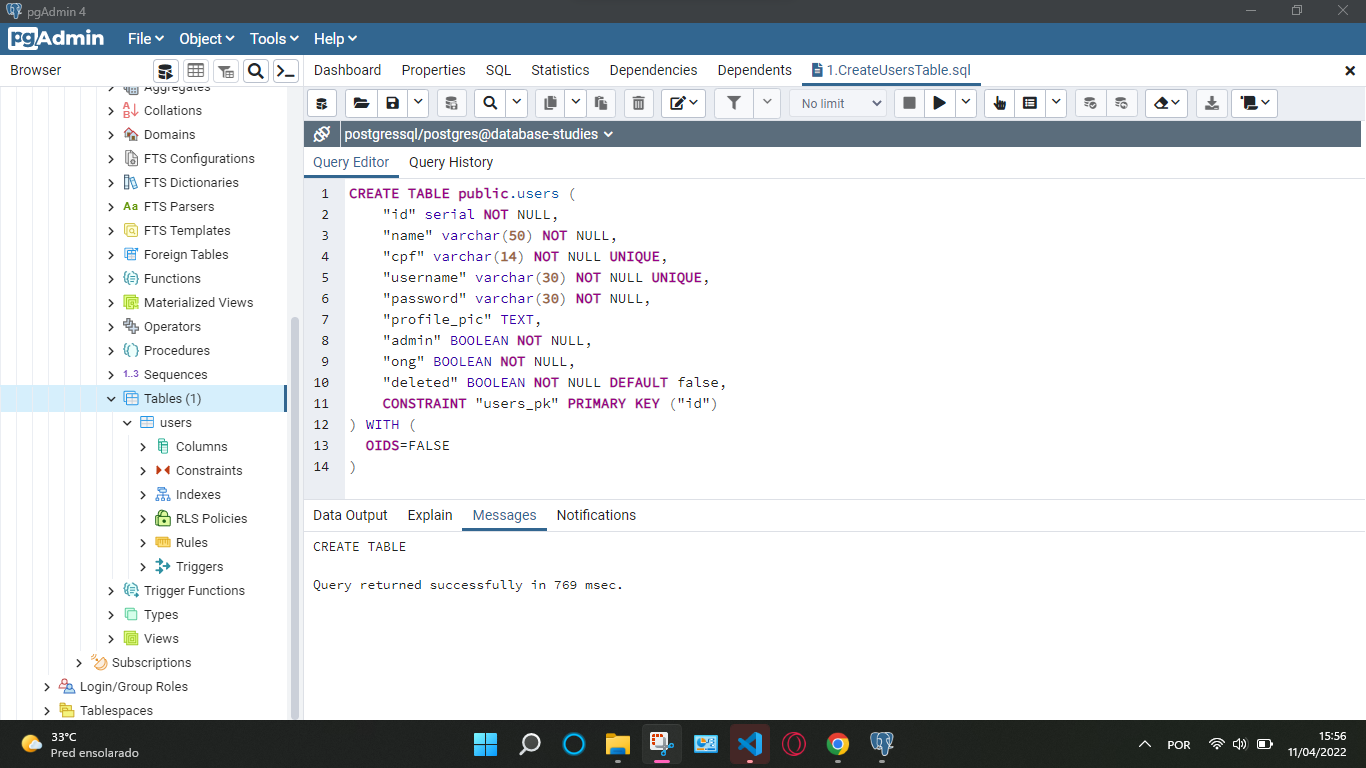 pgAdmin 4
pgAdmin File Object Tools Help
Browser
Dashboard Properties SQL Statistics Dependencies Dependents 1.CreateUsersTable.sql
No limit
postgressql/postgres@database-studies
Query Editor Query History
Aggregates
Collations
Domains
FTS Configurations
FTS Dictionaries
Aa FTS Parsers
FTS Templates
Foreign Tables
Functions
Materialized Views
Operators
Procedures
1..3 Sequences
Tables (1)
users
Columns
Constraints
Indexes
RLS Policies
Rules
Triggers
Trigger Functions
Types
Views
Subscriptions
Login/Group Roles
Tablespaces
1 CREATE TABLE public.users (
2 "id" serial NOT NULL,
3 "name" varchar(50) NOT NULL,
4 "cpf" varchar(14) NOT NULL UNIQUE,
5 "username" varchar(30) NOT NULL UNIQUE,
6 "password" varchar(30) NOT NULL,
7 "profile_pic" TEXT,
8 "admin" BOOLEAN NOT NULL,
9 "ong" BOOLEAN NOT NULL,
10 "deleted" BOOLEAN NOT NULL DEFAULT false,
11 CONSTRAINT "users_pk" PRIMARY KEY ("id")
12 ) WITH (
13 OIDS=FALSE
14 )
Data Output Explain Messages Notifications
CREATE TABLE
Query returned successfully in 769 msec.
33°C
Pred ensolarado
POR
15:56
11/04/2022